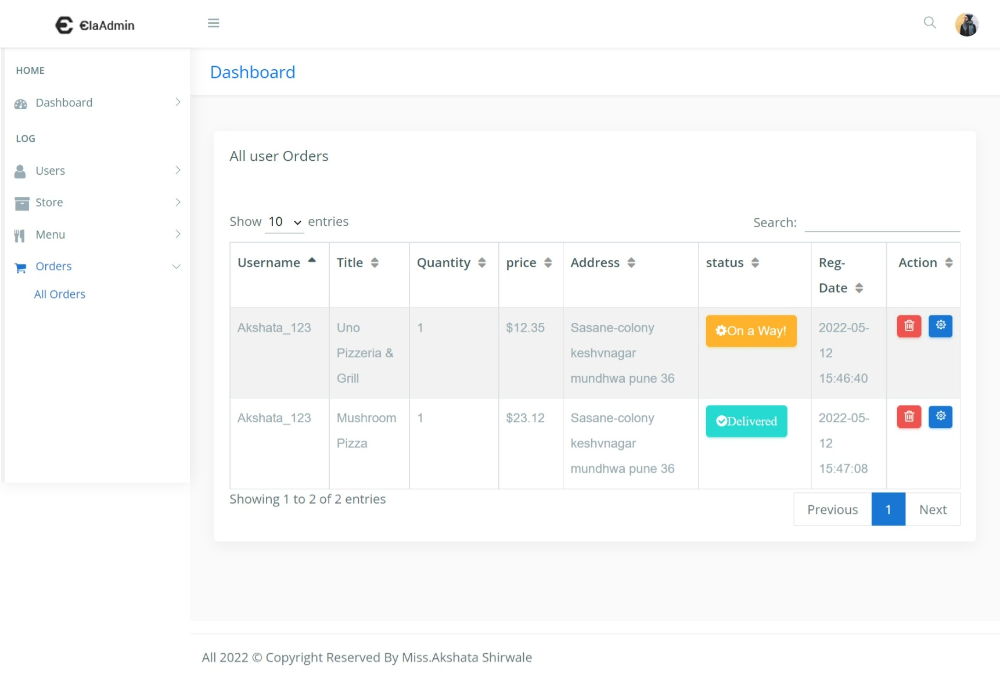 ЄlaAdmin
HOME
Dashboard
LOG
Users
Store
Menu
Orders
All Orders
Dashboard
All user Orders
Show 10 entries
Search:
Username Title Quantity price Address status Reg-Date Action
Akshata_123 Uno Pizzeria & Grill 1 $12.35 Sasane-colony keshvnagar mundhwa pune 36 On a Way! 2022-05-12 15:46:40
Akshata_123 Mushroom Pizza 1 $23.12 Sasane-colony keshvnagar mundhwa pune 36 Delivered 2022-05-12 15:47:08
Showing 1 to 2 of 2 entries
Previous 1 Next
All 2022 © Copyright Reserved By Miss.Akshata Shirwale